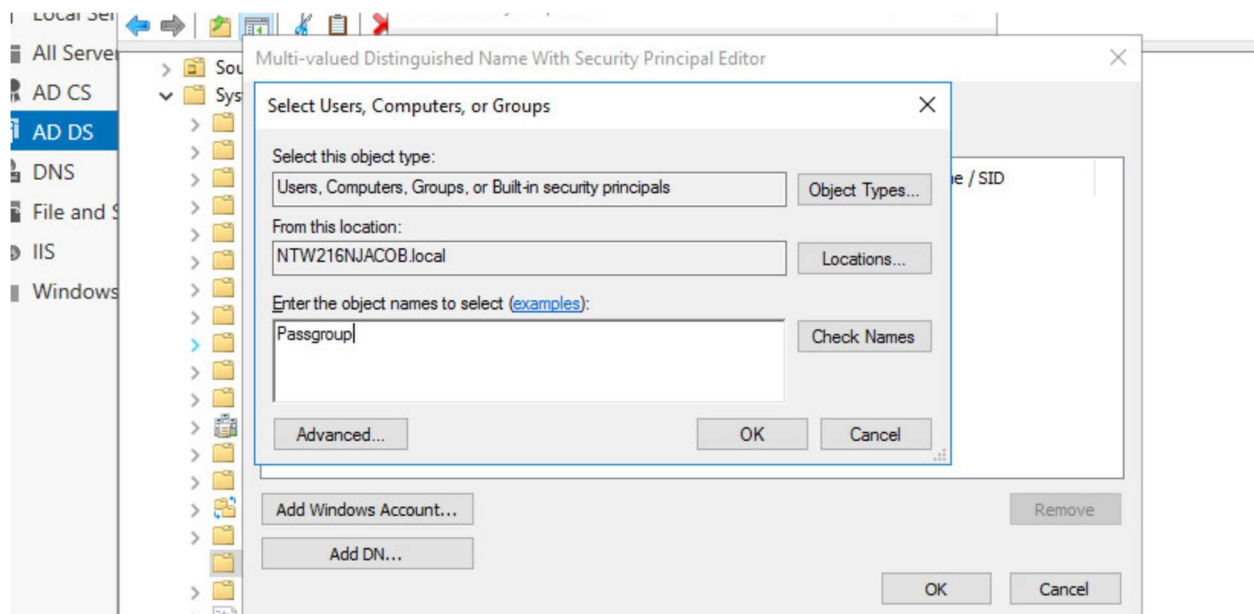 Local Ser
All Server
AD CS
AD DS
DNS
File and S
IIS
Windows
Sou
Sys
Multi-valued Distinguished Name With Security Principal Editor
Select Users, Computers, or Groups
Select this object type:
Users, Computers, Groups, or Built-in security principals
Object Types...
From this location:
NTW216NJACOB.local
Locations...
Enter the object names to select (examples):
Passgroup
Check Names
Advanced...
OK
Cancel
e / SID
Add Windows Account...
Remove
Add DN...
OK
Cancel